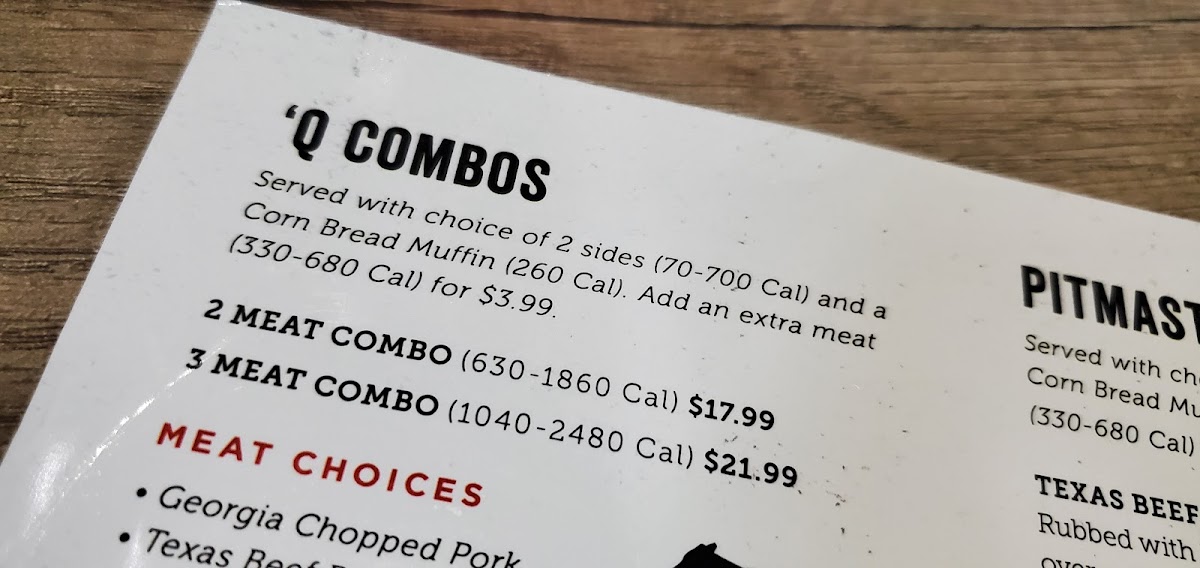 ‘Q COMBOS
Served with choice of 2 sides (70-700 Cal) and a
Corn Bread Muffin (260 Cal). Add an extra meat
(330-680 Cal) for $3.99.
2 MEAT COMBO (630-1860 Cal) $17.99
3 MEAT COMBO (1040-2480 Cal) $21.99
MEAT CHOICES
• Georgia Chopped Pork
• Texas Beef
PITMAST
Served with
Corn Bread
(330-680 Cal)
TEXAS BEEF
Rubbed with